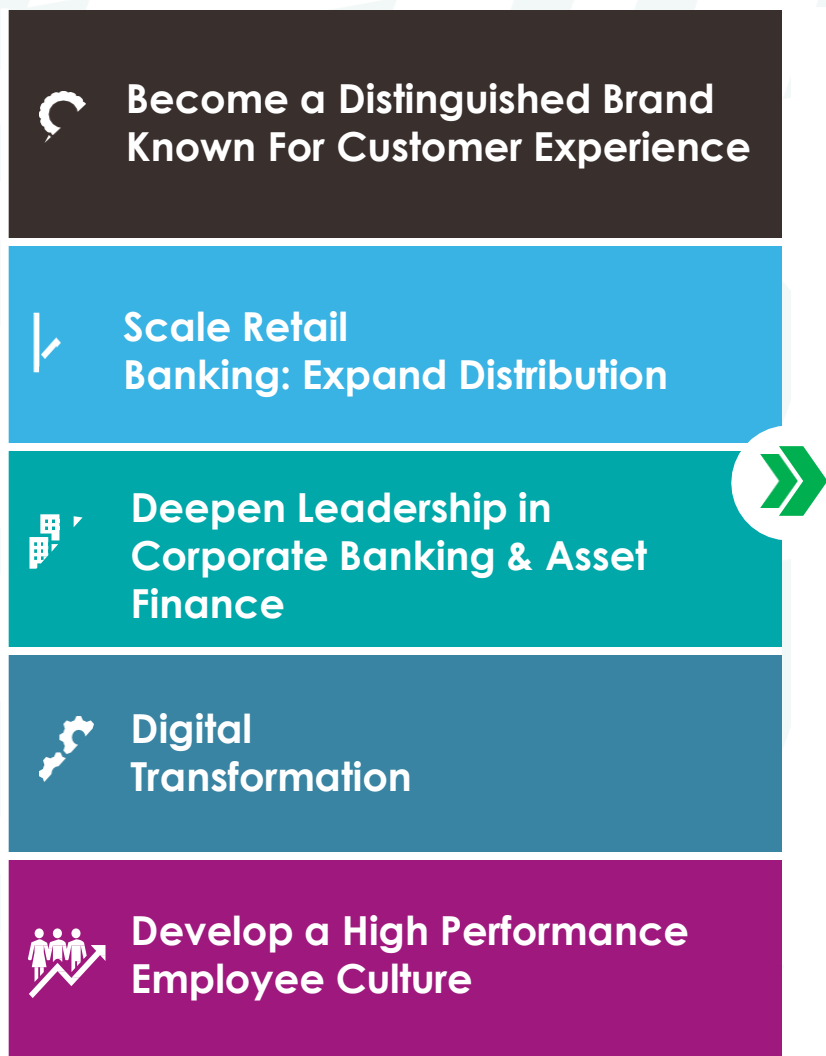 Become a Distinguished Brand
Known For Customer Experience
Scale Retail
Banking: Expand Distribution
Deepen Leadership in
Corporate Banking & Asset
Finance
Digital
Transformation
Develop a High Performance
Employee Culture